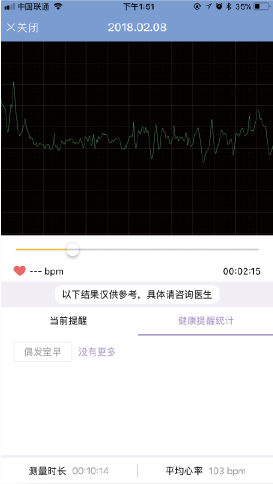 中国联通 下午1:51 35%
关闭 2018.02.08
--- bpm 00:02:15
以下结果仅供参考，具体请咨询医生
当前提醒 健康提醒统计
偶发室早 没有更多
测量时长 00:10:14 平均心率 103 bpm